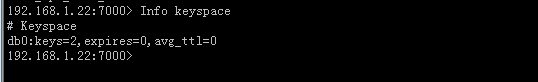 192.168.1.22:7000> Info keyspace
# Keyspace
db0:keys=2,expires=0,avg_ttl=0
192.168.1.22:7000>